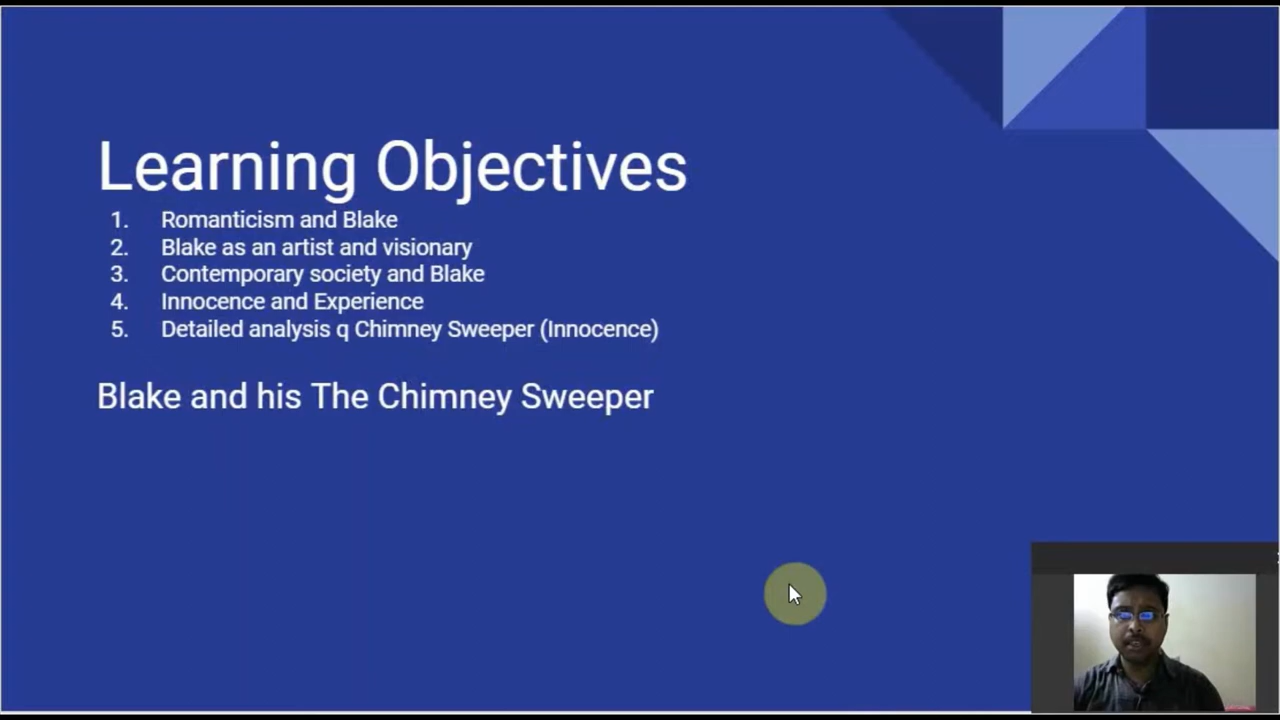 Learning Objectives
1. Romanticism and Blake
2. Blake as an artist and visionary
3. Contemporary society and Blake
4. Innocence and Experience
5. Detailed analysis q Chimney Sweeper (Innocence)
Blake and his The Chimney Sweeper